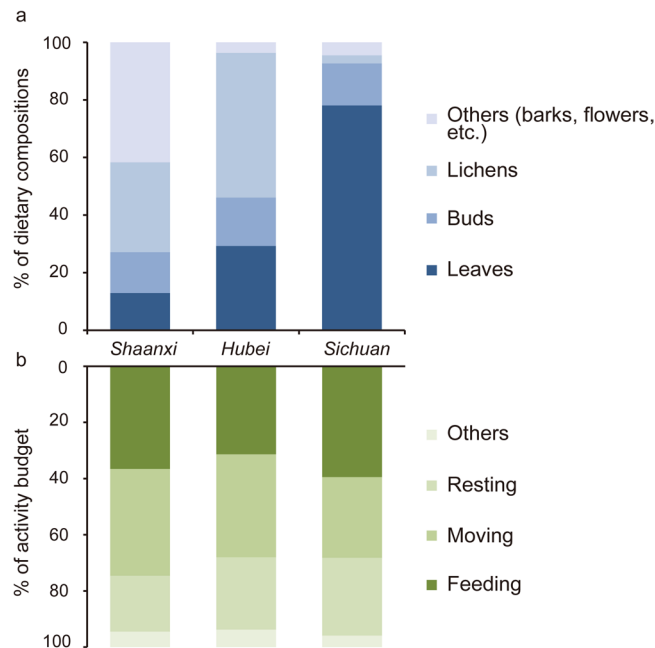 a
% of dietary compositions
100
80
60
40
20
0
Others (barks, flowers,
etc.)
Lichens
Buds
Leaves
Shaanxi
Hubei
Sichuan
b
% of activity budget
0
20
40
60
80
100
Others
Resting
Moving
Feeding